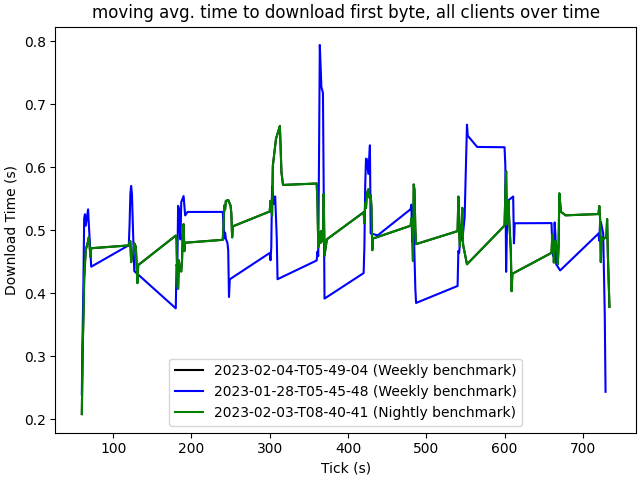 moving avg. time to download first byte, all clients over time
Download Time (s)
0.8
0.7
0.6
0.5
0.4
0.3
0.2
2023-02-04-T05-49-04 (Weekly benchmark)
2023-01-28-T05-45-48 (Weekly benchmark)
2023-02-03-T08-40-41 (Nightly benchmark)
100 200 300 400 500 600 700
Tick (s)